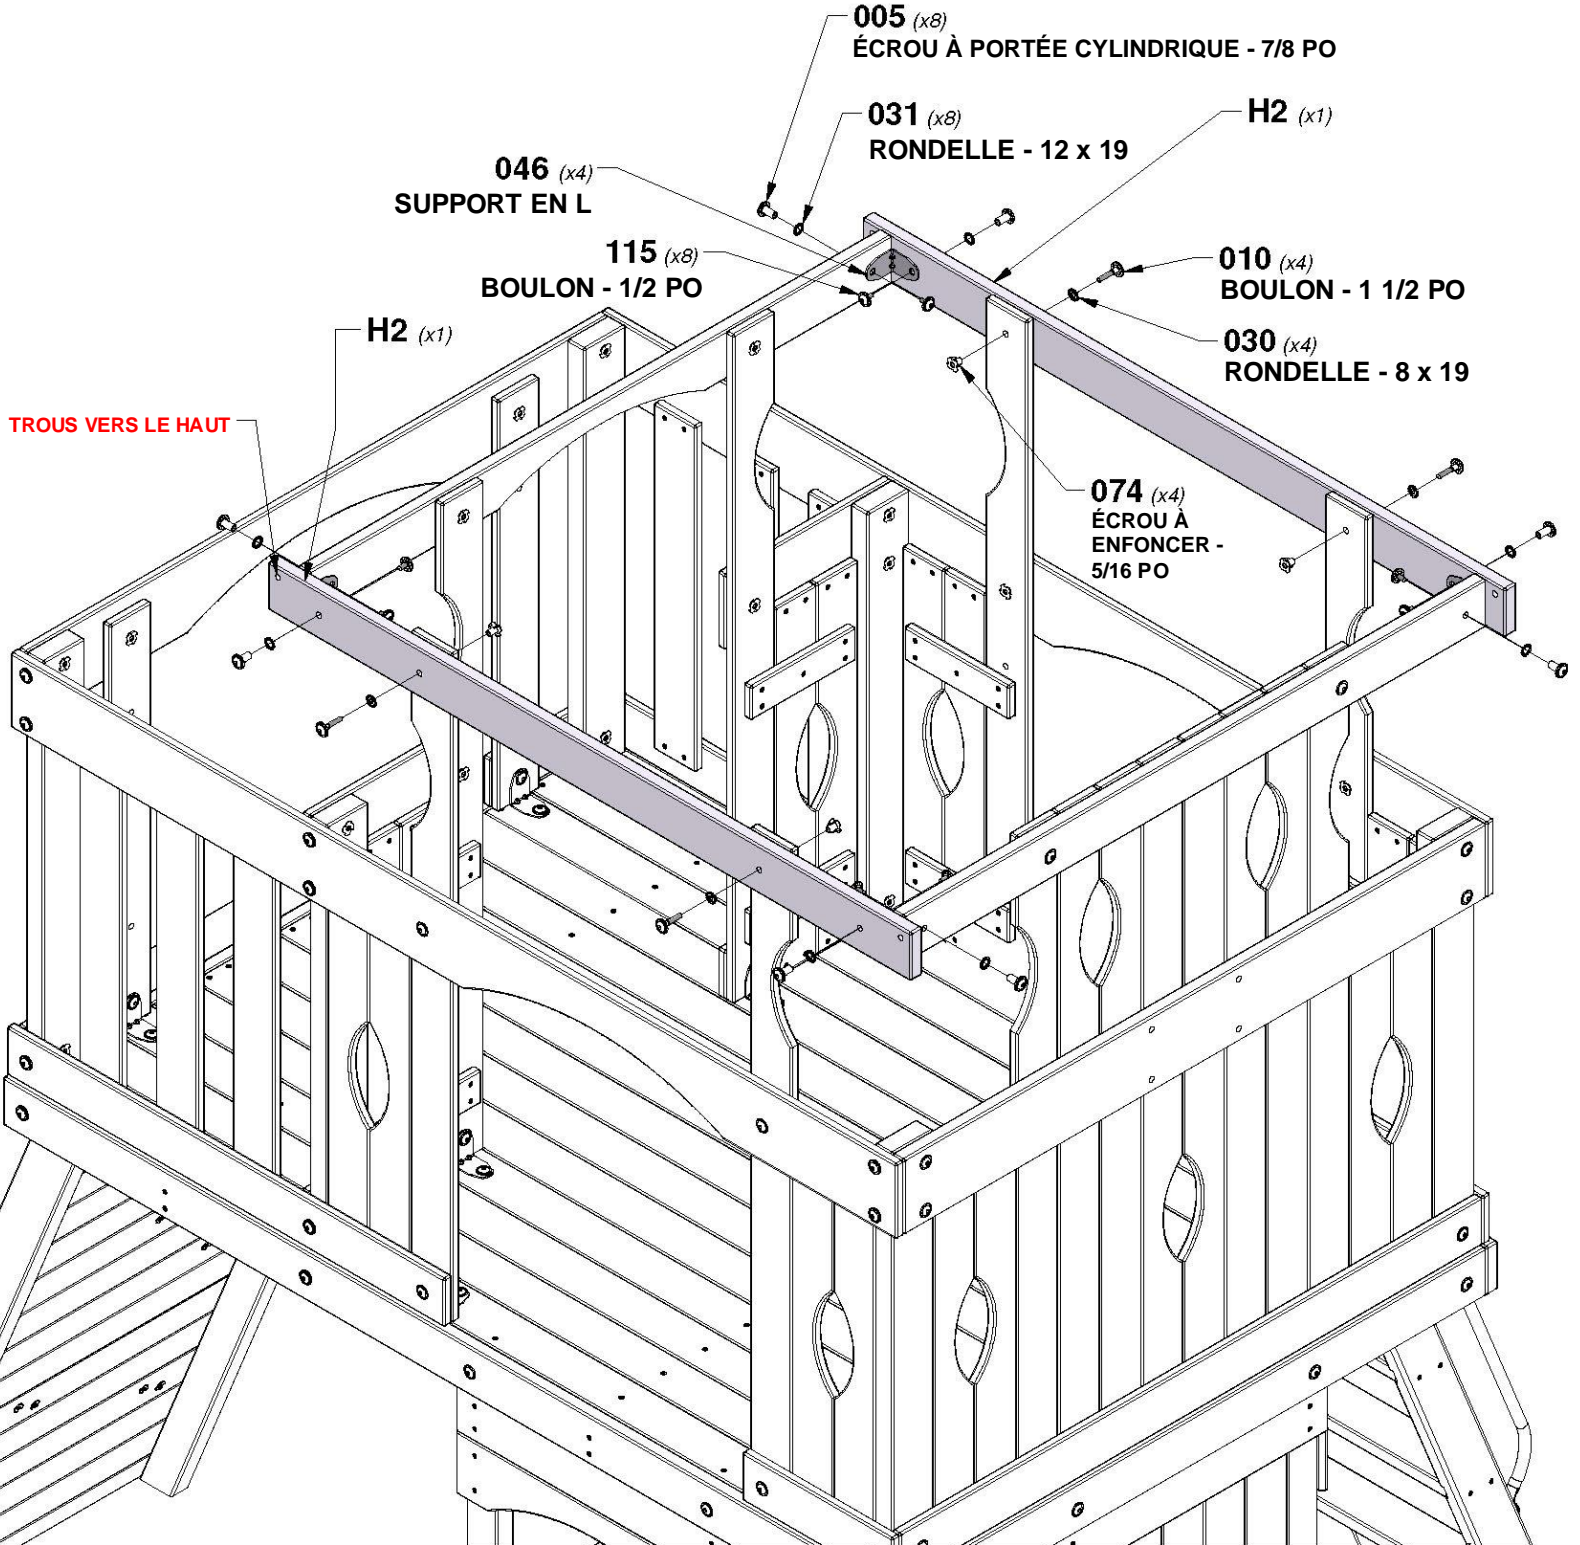 005 (x8)
ÉCROU À PORTÉE CYLINDRIQUE - 7/8 PO
031 (x8)
RONDELLE - 12 x 19
H2 (x1)
046 (x4)
SUPPORT EN L
115 (x8)
BOULON - 1/2 PO
010 (x4)
BOULON - 1 1/2 PO
H2 (x1)
030 (x4)
RONDELLE - 8 x 19
TROUS VERS LE HAUT
074 (x4)
ÉCROU À
ENFONCER -
5/16 PO